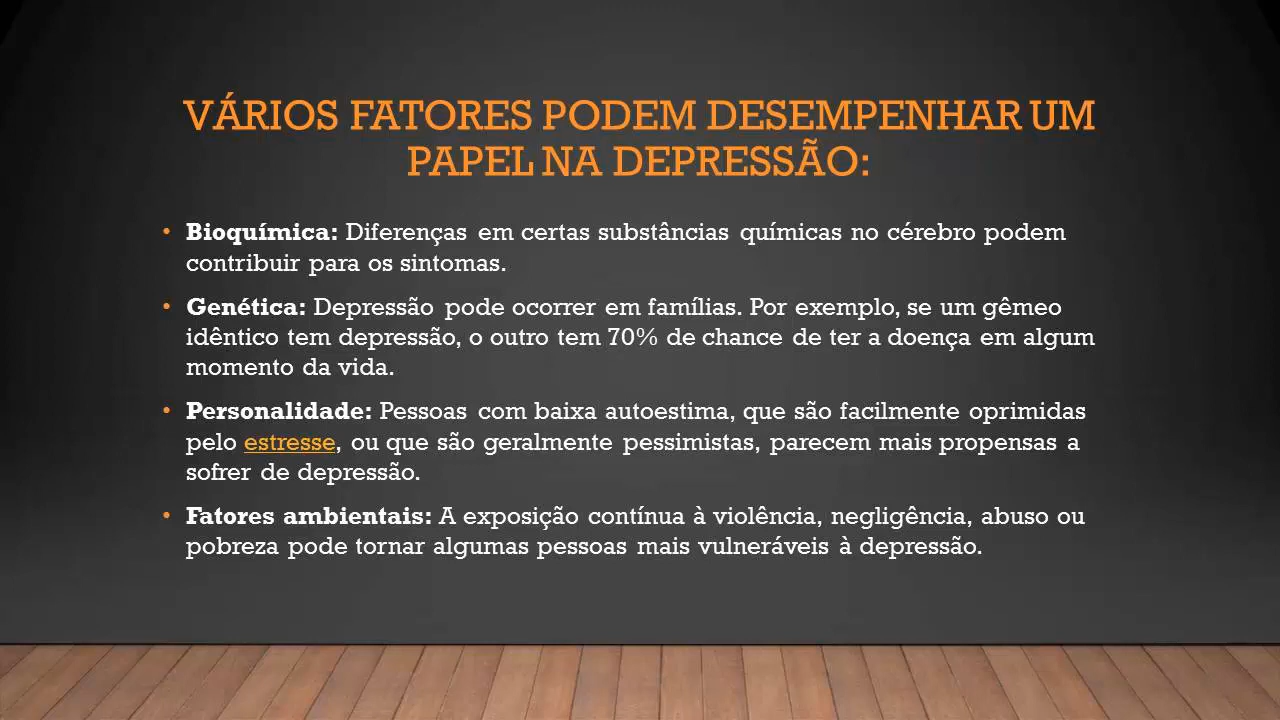 VÁRIOS FATORES PODEM DESEMPENHAR UM
PAPEL NA DEPRESSÃO:
• Bioquímica: Diferenças em certas substâncias químicas no cérebro podem
contribuir para os sintomas.
• Genética: Depressão pode ocorrer em famílias. Por exemplo, se um gêmeo
idêntico tem depressão, o outro tem 70% de chance de ter a doença em algum
momento da vida.
• Personalidade: Pessoas com baixa autoestima, que são facilmente oprimidas
pelo estresse, ou que são geralmente pessimistas, parecem mais propensas a
sofrer de depressão.
• Fatores ambientais: A exposição contínua à violência, negligência, abuso ou
pobreza pode tornar algumas pessoas mais vulneráveis à depressão.